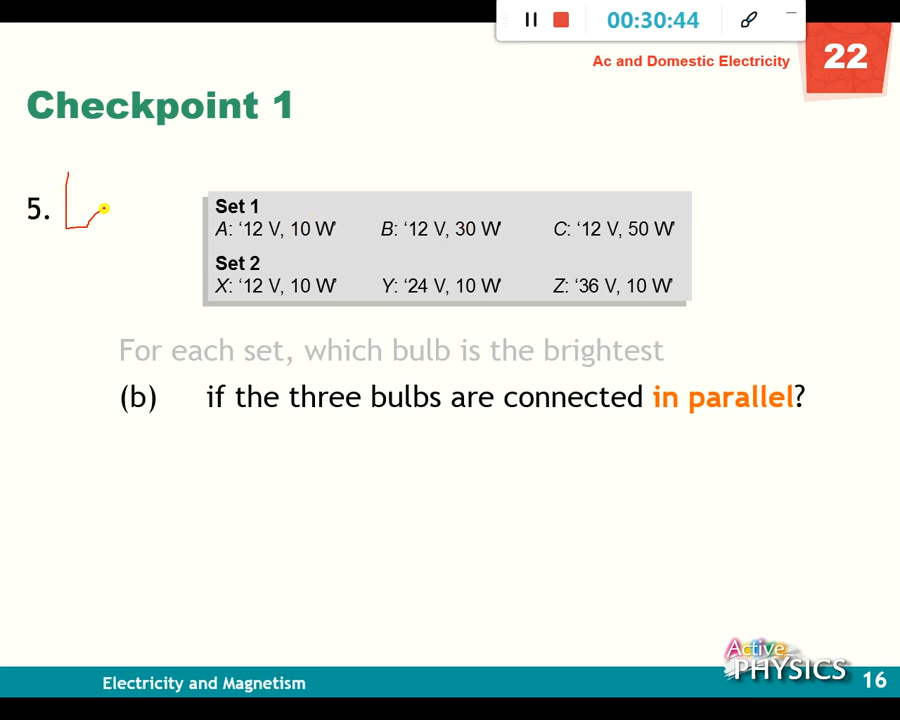 00:30:44
Ac and Domestic Electricity
22
Checkpoint 1
5.
Set 1
A: ‘12 V, 10 W’ B: ‘12 V, 30 W’ C: ‘12 V, 50 W’
Set 2
X: ‘12 V, 10 W’ Y: ‘24 V, 10 W’ Z: ‘36 V, 10 W’
For each set, which bulb is the brightest
(b) if the three bulbs are connected in parallel?
Active
PHYSICS
Electricity and Magnetism
16